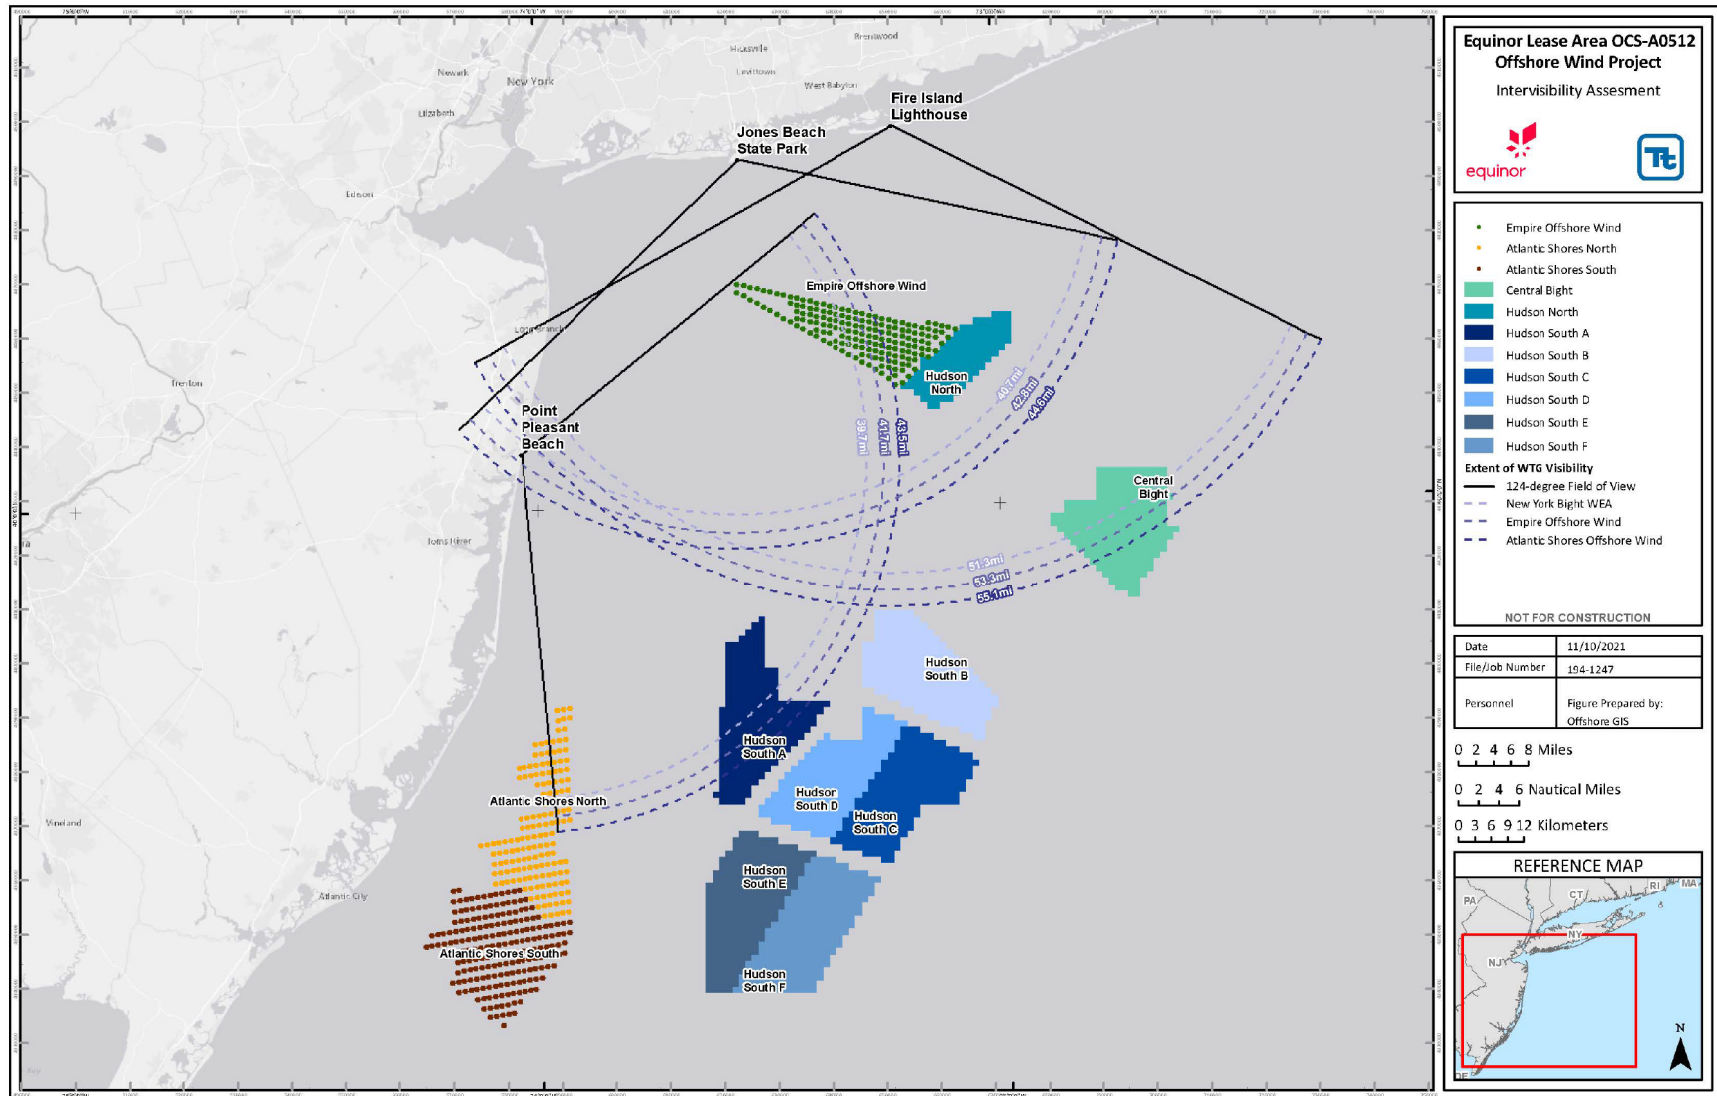 Equinor Lease Area OCS-A0512
Offshore Wind Project
Intervisibility Assesment
equinor
Tt
Empire Offshore Wind
Atlantic Shores North
Atlantic Shores South
Central Bight
Hudson North
Hudson South A
Hudson South B
Hudson South C
Hudson South D
Hudson South E
Hudson South F
Extent of WTG Visibility
124-degree Field of View
New York Bight WEA
Empire Offshore Wind
Atlantic Shores Offshore Wind
NOT FOR CONSTRUCTION
Date 11/10/2021
File/Job Number 194-1247
Personnel Figure Prepared by:
Offshore GIS
0 2 4 6 8 Miles
0 2 4 6 Nautical Miles
0 3 6 9 12 Kilometers
REFERENCE MAP
PA
CT
RI
MA
NY
NJ
DE
N
Brentwood
Hicksville
Levittown
West Babylon
Newark
New York
Elizabeth
Edison
Fire Island
Lighthouse
Jones Beach
State Park
Empire Offshore Wind
Long Branch
Trenton
Hudson
North
Point
Pleasant
Beach
40.7mi
42.8mi
44.6mi
39.7mi
41.7mi
43.5mi
Central
Bight
Toms River
51.3mi
53.3mi
55.1mi
Hudson
South B
Hudson
South A
Hudson
South D
Hudson
South C
Atlantic Shores North
Vineland
Hudson
South E
Atlantic City
Atlantic Shores South
Hudson
South F